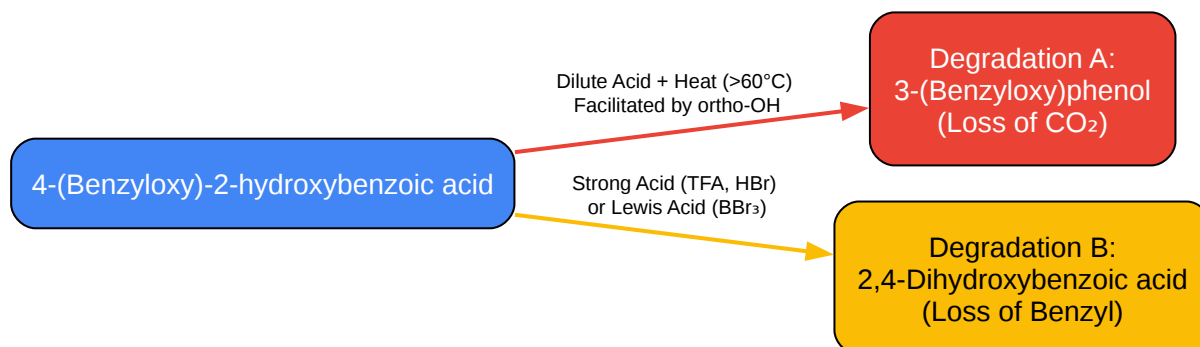 4-(Benzyloxy)-2-hydroxybenzoic acid
Dilute Acid + Heat (>60°C)
Facilitated by ortho-OH
Degradation A:
3-(Benzyloxy)phenol
(Loss of CO₂)
Strong Acid (TFA, HBr)
or Lewis Acid (BBr₃)
Degradation B:
2,4-Dihydroxybenzoic acid
(Loss of Benzyl)